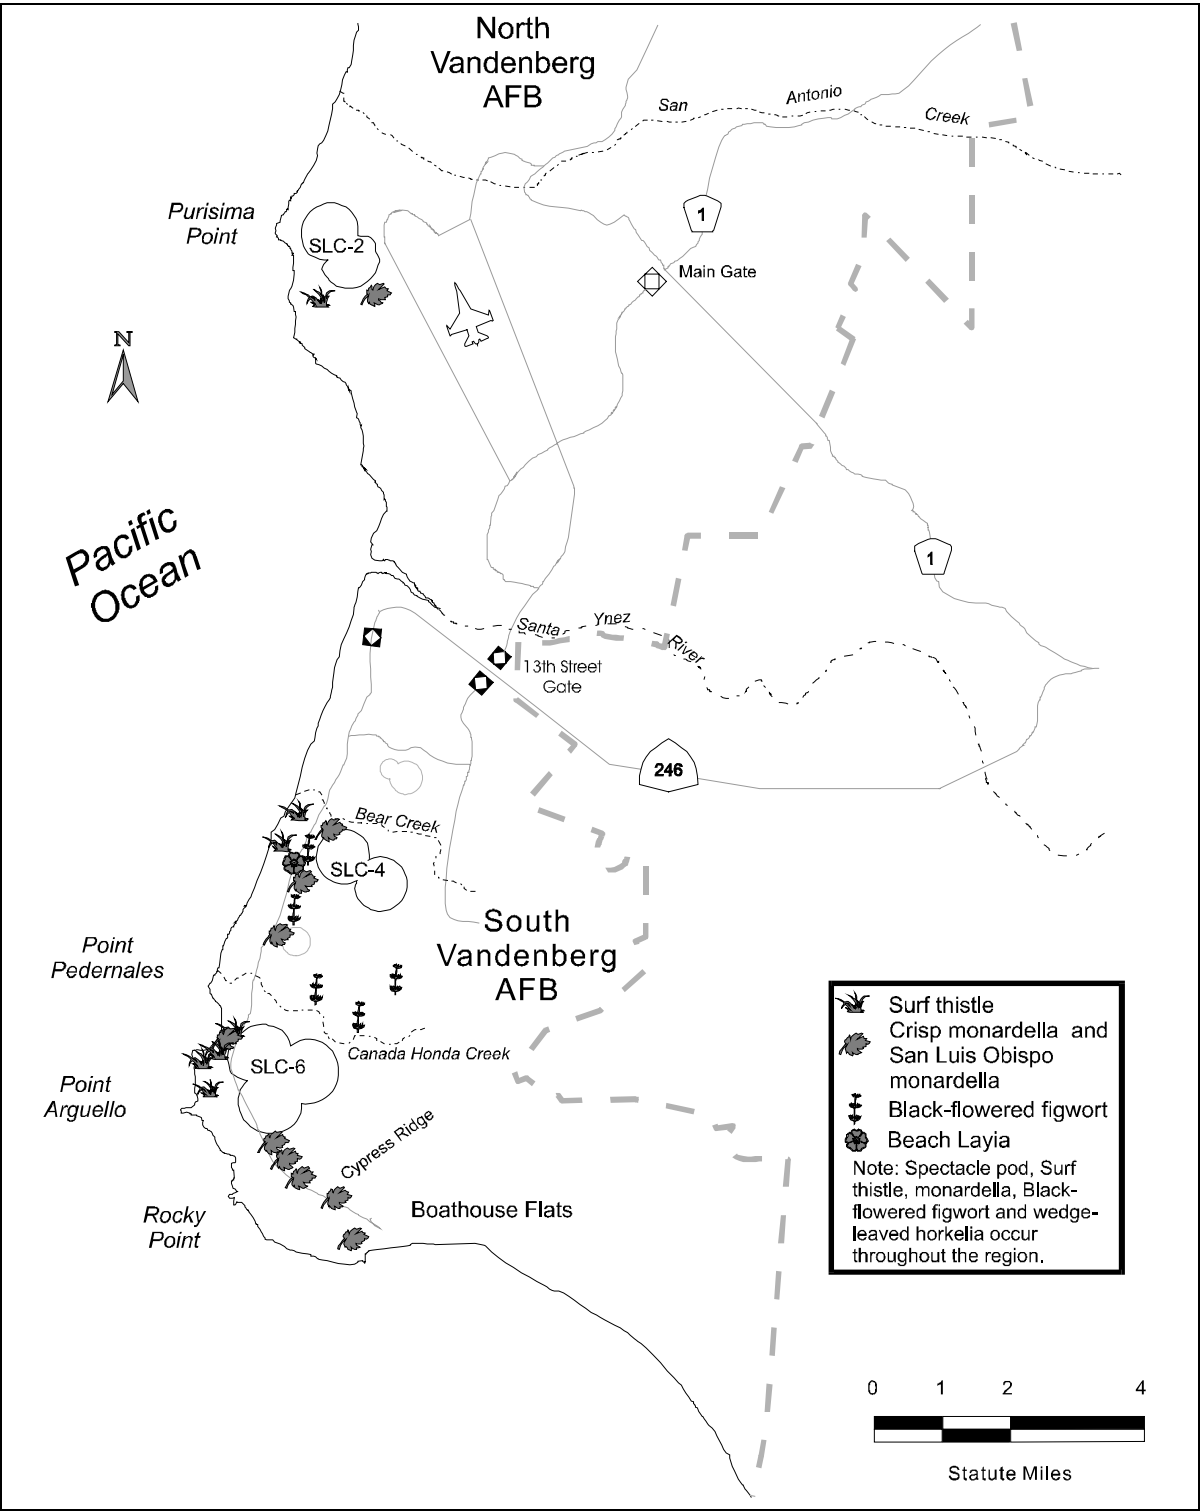 North
Vandenberg
AFB
San Antonio Creek
Purisima
Point
SLC-2
1
Main Gate
N
Pacific
Ocean
1
Santa Ynez River
13th Street
Gate
246
Bear Creek
SLC-4
South
Vandenberg
AFB
Point
Pedernales
Canada Honda Creek
SLC-6
Point
Arguello
Cypress Ridge
Rocky
Point
Boathouse Flats
Surf thistle
Crisp monardella and
San Luis Obispo
monardella
Black-flowered figwort
Beach Layia
Note: Spectacle pod, Surf
thistle, monardella, Black-
flowered figwort and wedge-
leaved horkelia occur
throughout the region.
0 1 2 4
Statute Miles